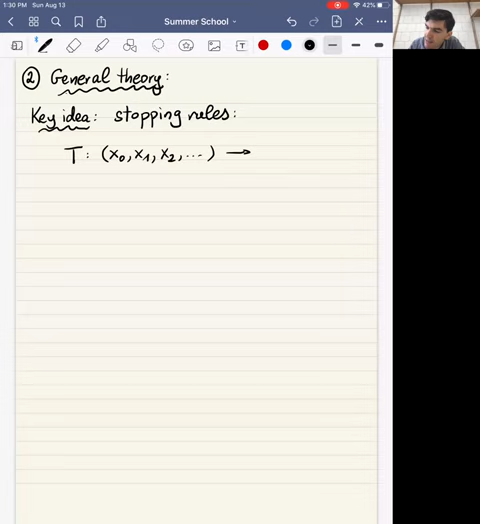 1:30 PM Sun Aug 13
42%
Summer School
T
② General theory:
Key idea: stopping rules:
T: (x₀, x₁, x₂, ...) →